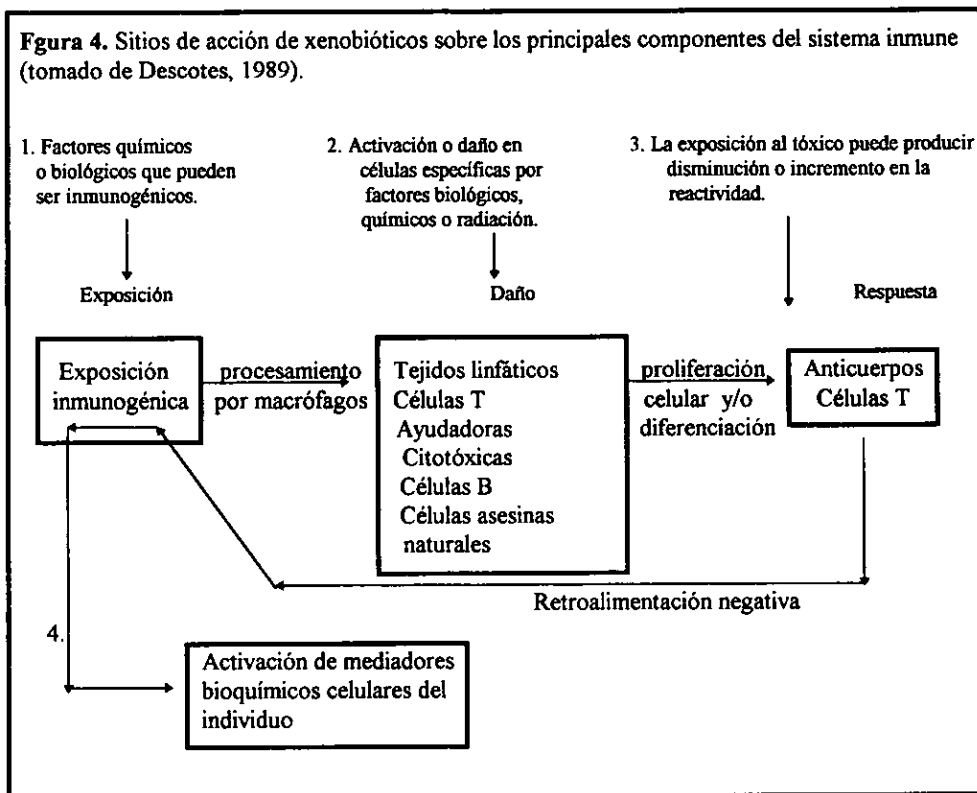 Fgura 4. Sitios de acción de xenobióticos sobre los principales componentes del sistema inmune
(tomado de Descotes, 1989).
1. Factores químicos
o biológicos que pueden
ser inmunogénicos.
2. Activación o daño en
células específicas por
factores biológicos,
químicos o radiación.
3. La exposición al tóxico puede producir
disminución o incremento en la
reactividad.
Exposición
Daño
Respuesta
Exposición
inmunogénica
procesamiento
por macrófagos
Tejidos linfáticos
Células T
Ayudadoras
Citotóxicas
Células B
Células asesinas
naturales
proliferación
celular y/o
diferenciación
Anticuerpos
Células T
Retroalimentación negativa
4.
Activación de mediadores
bioquímicos celulares del
individuo